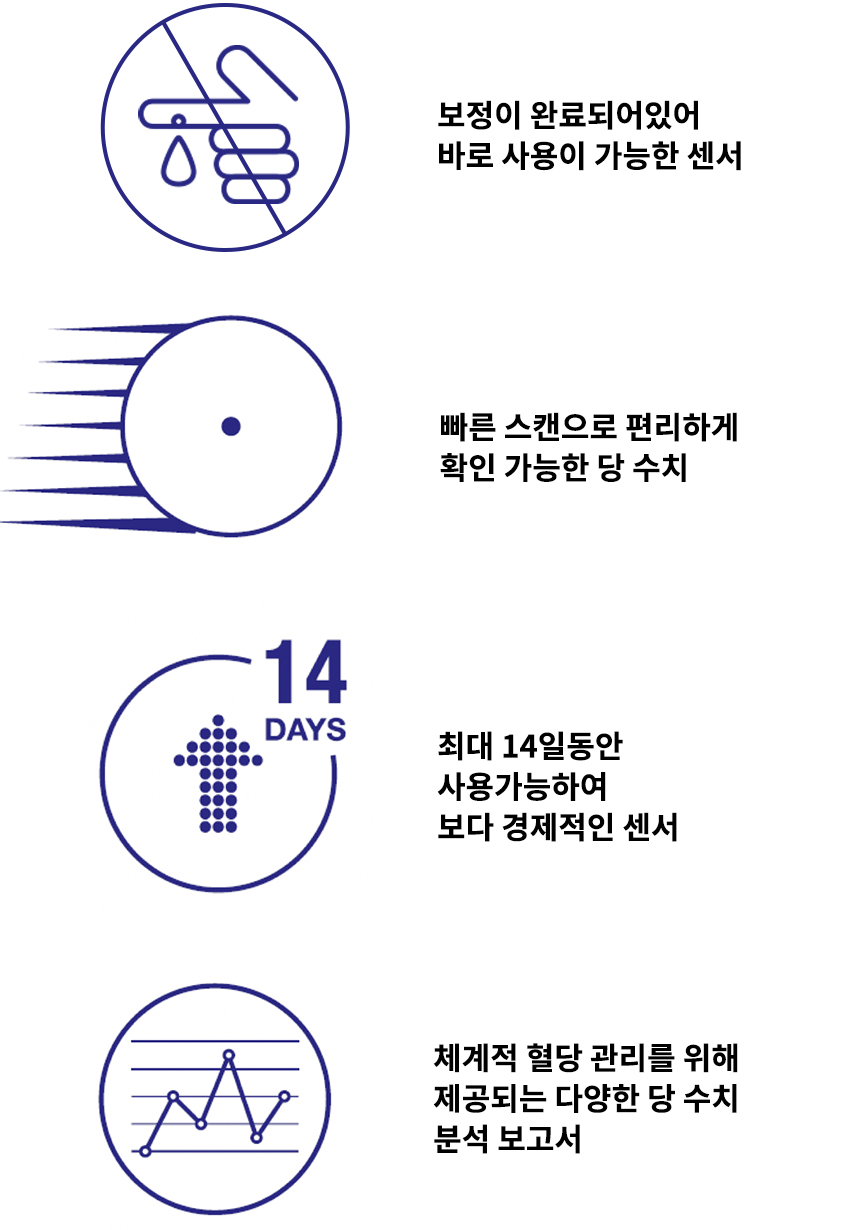 보정이 완료되어있어
바로 사용이 가능한 센서
빠른 스캔으로 편리하게
확인 가능한 당 수치
14
DAYS
최대 14일동안
사용가능하여
보다 경제적인 센서
체계적 혈당 관리를 위해
제공되는 다양한 당 수치
분석 보고서